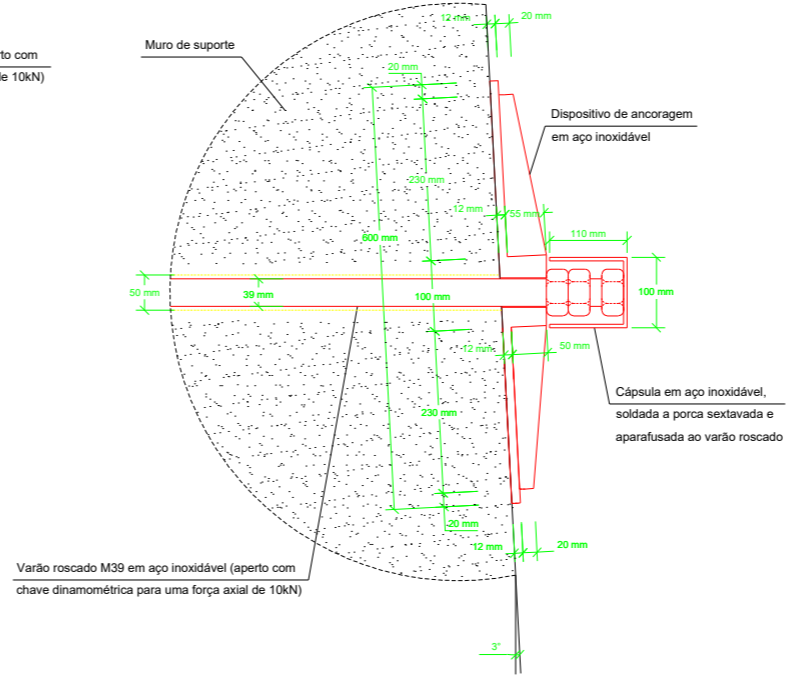 12 mm
20 mm
rto com
de 10kN)
Muro de suporte
20 mm
Dispositivo de ancoragem
em aço inoxidável
230 mm
12 mm
55 mm
110 mm
600 mm
50 mm
39 mm
100 mm
100 mm
12 mm
50 mm
Cápsula em aço inoxidável,
soldada a porca sextavada e
aparafusada ao varão roscado
230 mm
20 mm
12 mm
20 mm
Varão roscado M39 em aço inoxidável (aperto com
chave dinamométrica para uma força axial de 10kN)
3°